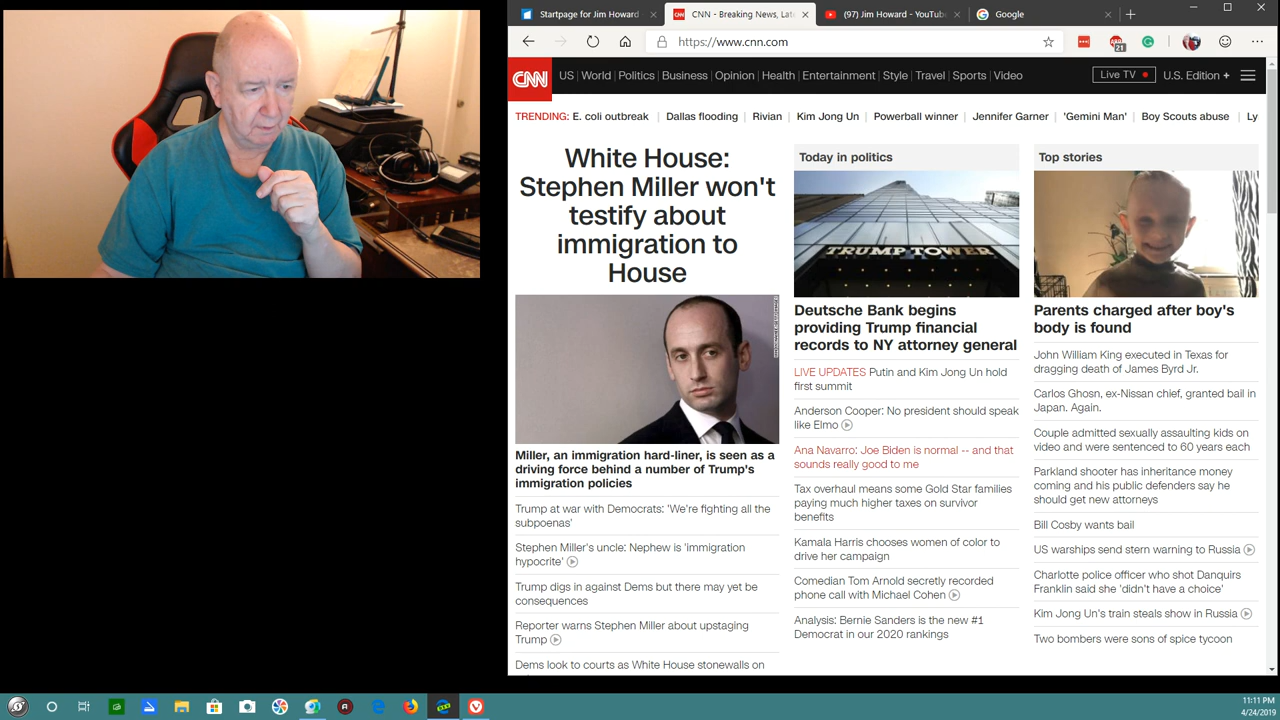 Startpage for Jim Howard
CNN - Breaking News, Late
(97) Jim Howard - YouTube
Google
https://www.cnn.com
21
CNN
US | World | Politics | Business | Opinion | Health | Entertainment | Style | Travel | Sports | Video
Live TV
U.S. Edition +
TRENDING: E. coli outbreak | Dallas flooding | Rivian | Kim Jong Un | Powerball winner | Jennifer Garner | 'Gemini Man' | Boy Scouts abuse | Ly
White House:
Stephen Miller won't
testify about
immigration to
House
Miller, an immigration hard-liner, is seen as a
driving force behind a number of Trump's
immigration policies
Trump at war with Democrats: 'We're fighting all the
subpoenas'
Stephen Miller's uncle: Nephew is 'immigration
hypocrite'
Trump digs in against Dems but there may yet be
consequences
Reporter warns Stephen Miller about upstaging
Trump
Dems look to courts as White House stonewalls on
Today in politics
TRUMP TOWER
Deutsche Bank begins
providing Trump financial
records to NY attorney general
LIVE UPDATES Putin and Kim Jong Un hold
first summit
Anderson Cooper: No president should speak
like Elmo
Ana Navarro: Joe Biden is normal -- and that
sounds really good to me
Tax overhaul means some Gold Star families
paying much higher taxes on survivor
benefits
Kamala Harris chooses women of color to
drive her campaign
Comedian Tom Arnold secretly recorded
phone call with Michael Cohen
Analysis: Bernie Sanders is the new #1
Democrat in our 2020 rankings
Top stories
Parents charged after boy's
body is found
John William King executed in Texas for
dragging death of James Byrd Jr.
Carlos Ghosn, ex-Nissan chief, granted bail in
Japan. Again.
Couple admitted sexually assaulting kids on
video and were sentenced to 60 years each
Parkland shooter has inheritance money
coming and his public defenders say he
should get new attorneys
Bill Cosby wants bail
US warships send stern warning to Russia
Charlotte police officer who shot Danquirs
Franklin said she 'didn't have a choice'
Kim Jong Un's train steals show in Russia
Two bombers were sons of spice tycoon
11:11 PM
4/24/2019